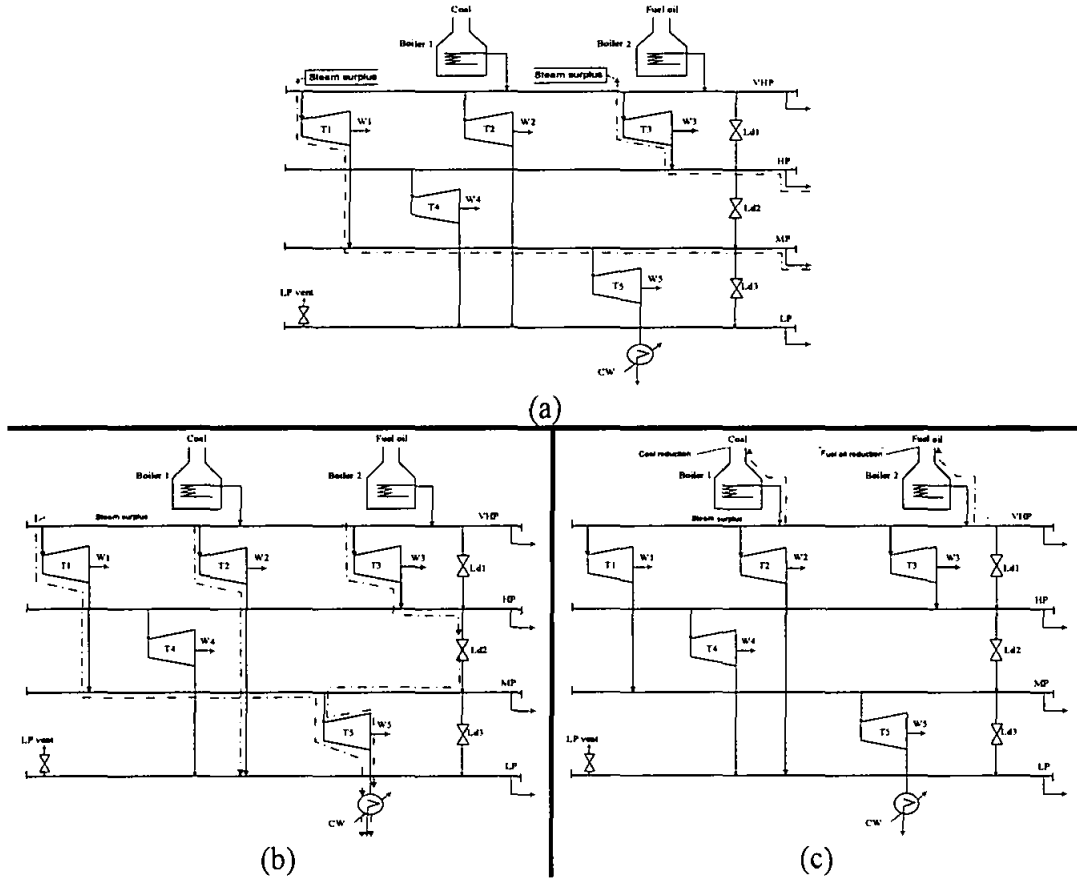 Coal Fuel oil
Boiler 1 Boiler 2
Steam surplus Steam surplus VHP
T1 W1 T2 W2 T3 W3 Ld1
HP
T4 W4 Ld2
MP
T5 W5 Ld3
LP vent
LP
CW
(a)
Coal Fuel oil
Boiler 1 Boiler 2
Steam surplus VHP
T1 W1 T2 W2 T3 W3 Ld1
HP
T4 W4 Ld2
MP
T5 W5 Ld3
LP vent
LP
CW
(b)
Coal Fuel oil
Coal reduction Fuel oil reduction
Boiler 1 Boiler 2
Steam surplus VHP
T1 W1 T2 W2 T3 W3 Ld1
HP
T4 W4 Ld2
MP
T5 W5 Ld3
LP vent
LP
CW
(c)